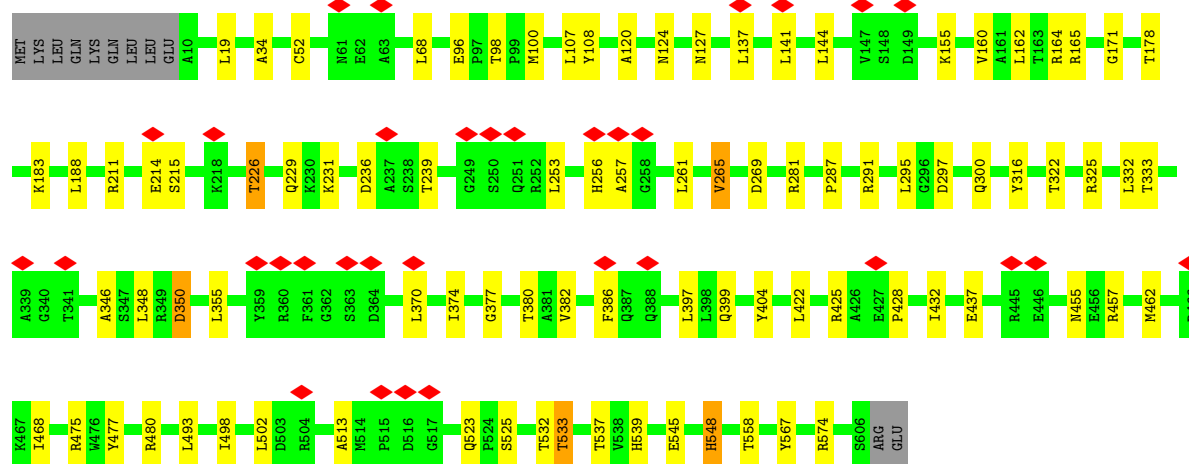 MET LYS LEU GLN LYS GLN LEU LEU GLU A10 L19 A34 C52 N61 E62 A63 L68 E96 P97 T98 P99 M100 L107 Y108 A120 N124 N127 L137 L141 L144 V147 S148 D149 K155 V160 A161 L162 T163 R164 R165 G171 T178
K183 L188 R211 E214 S215 K218 T226 Q229 K230 K231 D236 A237 S238 T239 G249 S250 Q251 R252 L253 H256 A257 G258 L261 V265 D269 R281 P287 R291 L295 G296 D297 Q300 Y316 T322 R325 L332 T333
A339 G340 T341 A346 S347 L348 R349 D350 L355 Y359 R360 F361 G362 S363 D364 L370 I374 G377 T380 A381 V382 F386 Q387 Q388 L397 L398 Q399 Y404 L422 R425 A426 E427 P428 I432 E437 R445 E446 N455 E456 R457 M462
K467 I468 R475 W476 Y477 R480 L493 I498 L502 D503 R504 A513 M514 P515 D516 G517 Q523 P524 S525 T532 T533 T537 V538 H539 E545 H548 T558 Y567 R574 S606 ARG GLU